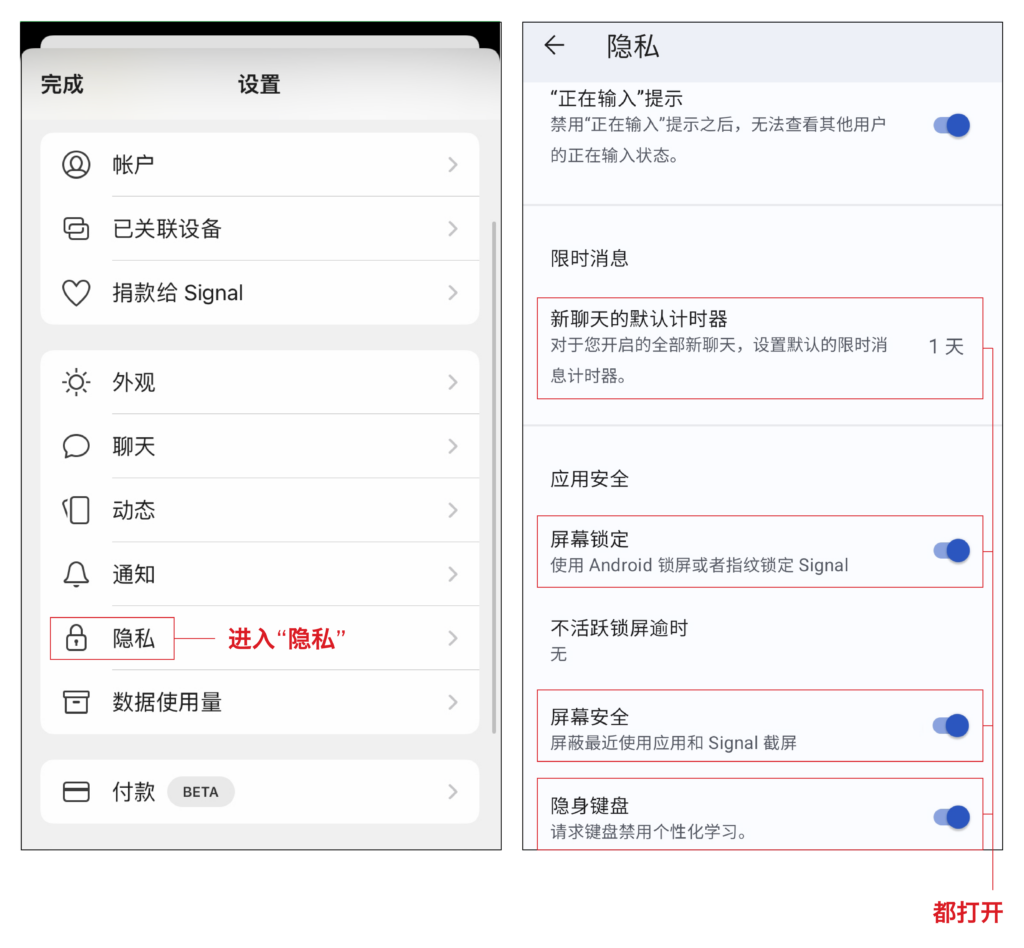 完成
设置
帐户
已关联设备
捐款给 Signal
外观
聊天
动态
通知
隐私
进入“隐私”
数据使用量
付款 BETA
隐私
“正在输入”提示
禁用“正在输入”提示之后，无法查看其他用户
的正在输入状态。
限时消息
新聊天的默认计时器
对于您开启的全部新聊天，设置默认的限时消
息计时器。
1 天
应用安全
屏幕锁定
使用 Android 锁屏或者指纹锁定 Signal
不活跃锁屏逾时
无
屏幕安全
屏蔽最近使用应用和 Signal 截屏
隐身键盘
请求键盘禁用个性化学习。
都打开